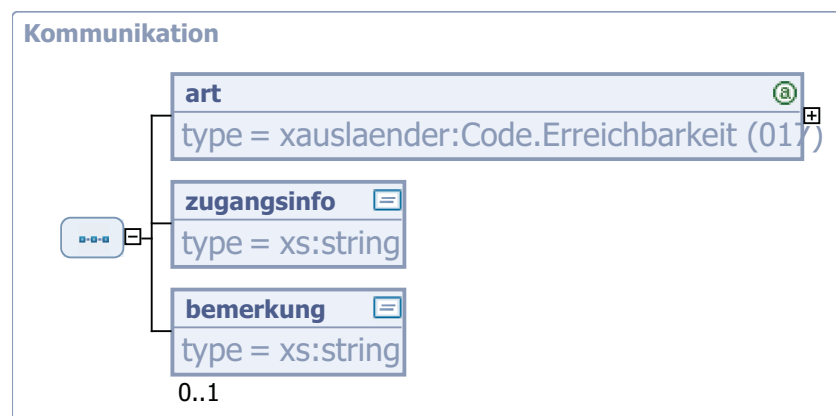 Kommunikation
art
type = xauslaender:Code.Erreichbarkeit (017)
zugangsinfo
type = xs:string
bemerkung
type = xs:string
0..1